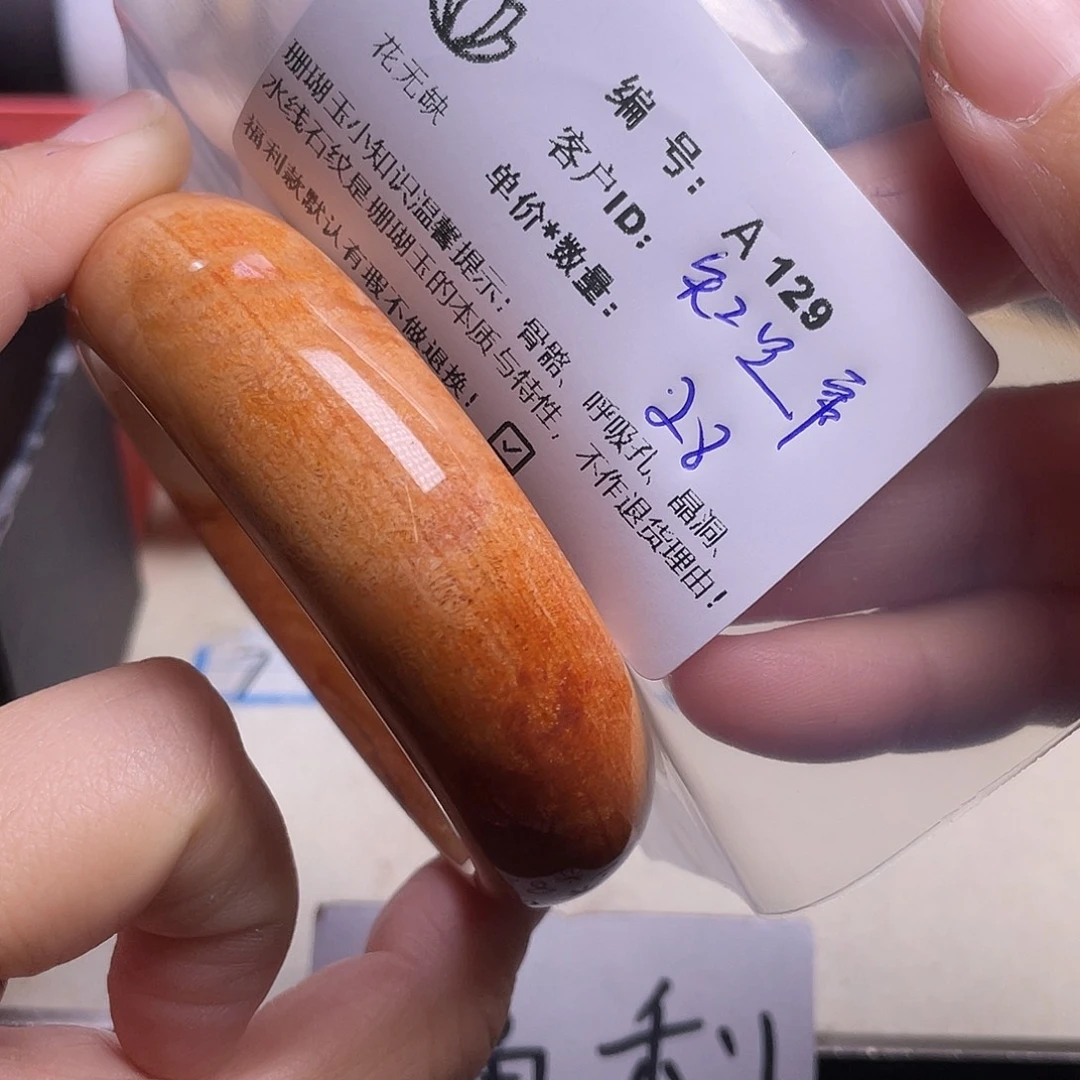 花无缺
编号: A129
客户ID:
单价*数量: 28
珊瑚玉小知识温馨提示: 骨骼、呼吸孔、晶洞、
水线石纹是珊瑚玉的本质与特性, 不作退货理由!
福利款默认有瑕不做退换! ☑
7
利